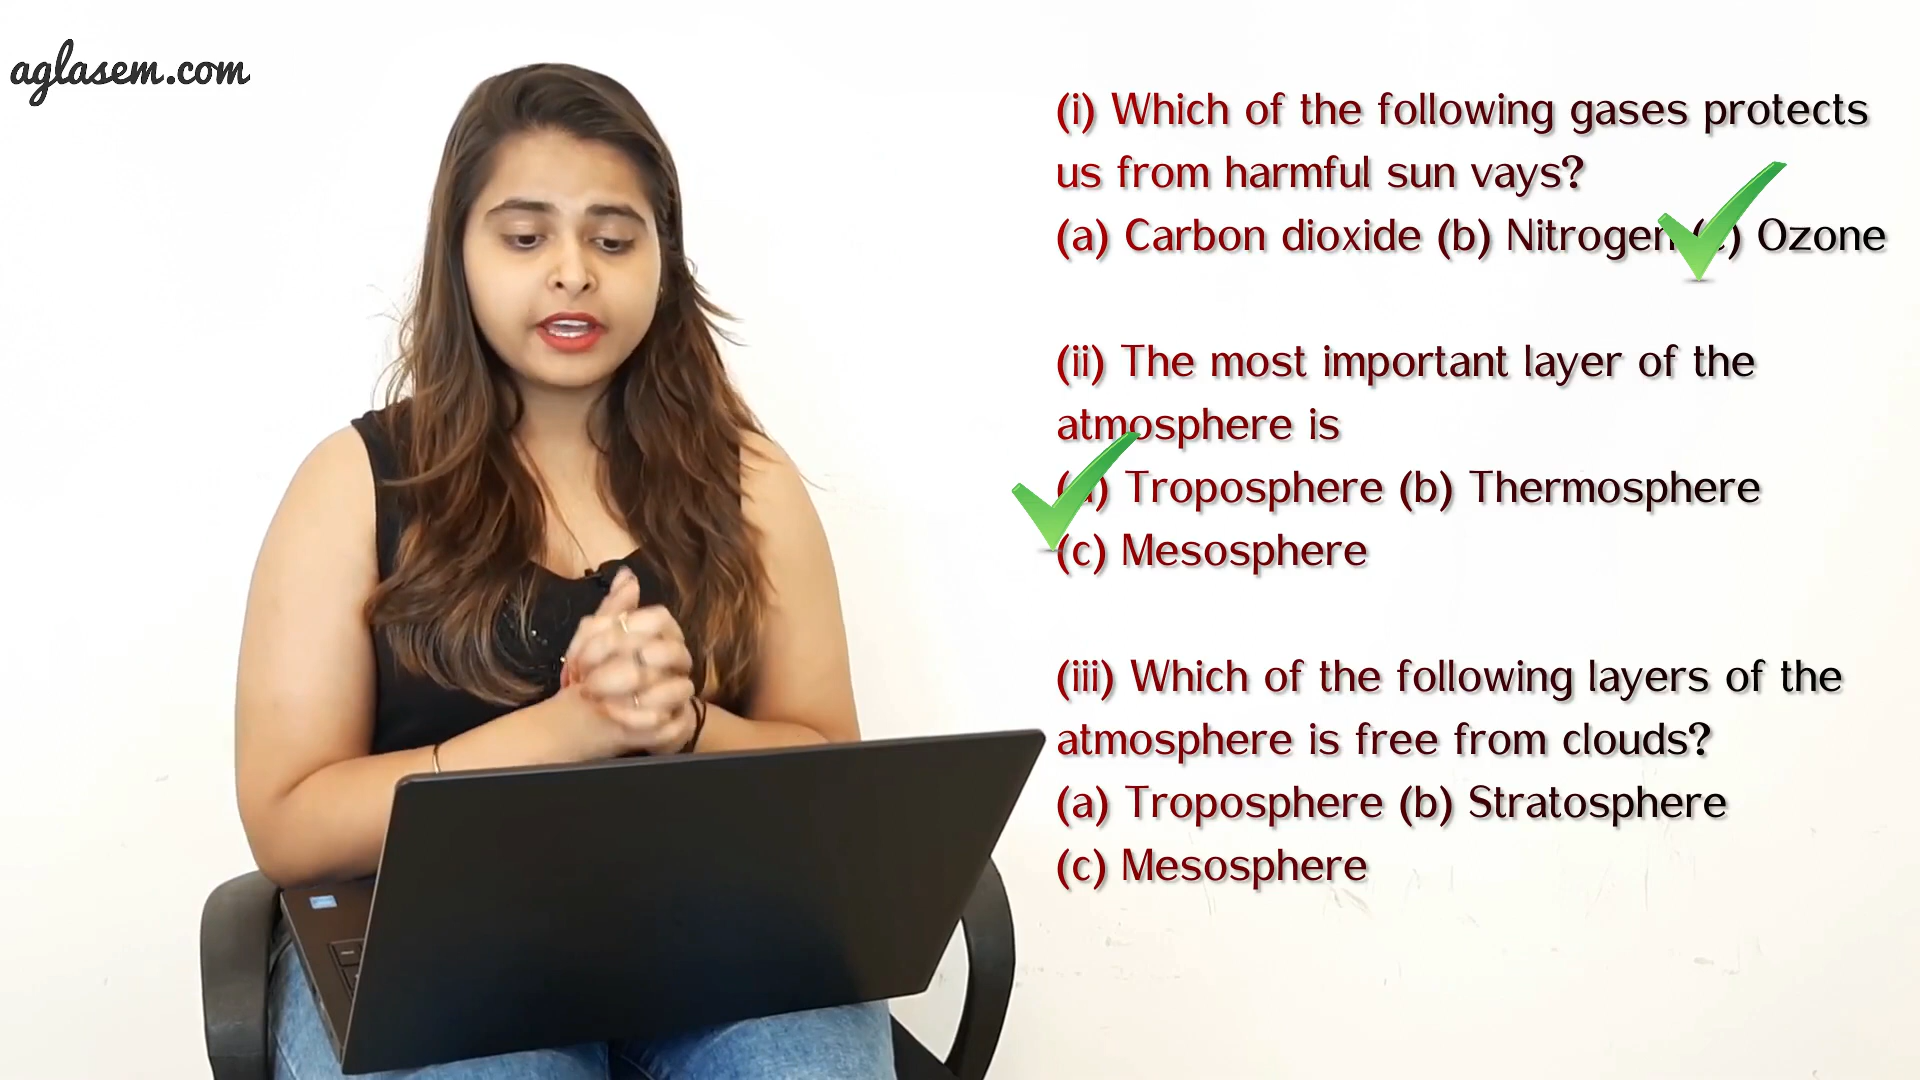 aglasem.com
(i) Which of the following gases protects
us from harmful sun vays?
(a) Carbon dioxide (b) Nitrogen (c) Ozone
(ii) The most important layer of the
atmosphere is
(a) Troposphere (b) Thermosphere
(c) Mesosphere
(iii) Which of the following layers of the
atmosphere is free from clouds?
(a) Troposphere (b) Stratosphere
(c) Mesosphere